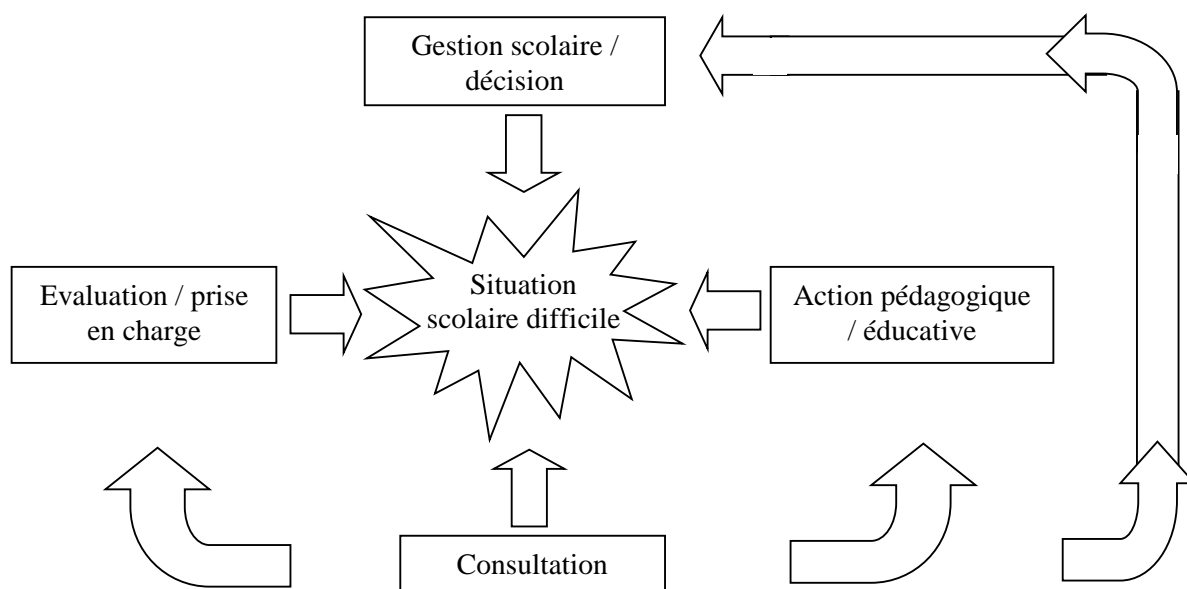 Gestion scolaire /
décision
Evaluation / prise
en charge
Situation
scolaire difficile
Action pédagogique
/ éducative
Consultation